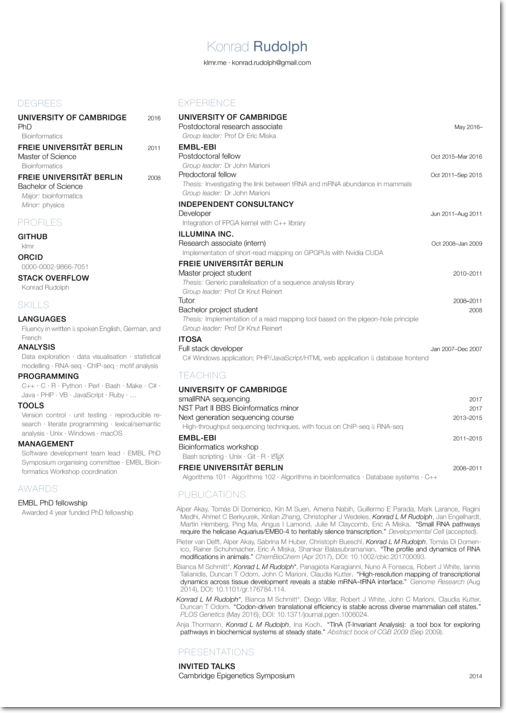 Konrad Rudolph
klmr.me · konrad.rudolph@gmail.com
DEGREES
UNIVERSITY OF CAMBRIDGE 2016
PhD
Bioinformatics
FREIE UNIVERSITÄT BERLIN 2011
Master of Science
Bioinformatics
FREIE UNIVERSITÄT BERLIN 2008
Bachelor of Science
Major: bioinformatics
Minor: physics
PROFILES
GITHUB
klmr
ORCID
0000-0002-9866-7051
STACK OVERFLOW
Konrad Rudolph
SKILLS
LANGUAGES
Fluency in written & spoken English, German, and
French
ANALYSIS
Data exploration · data visualisation · statistical
modelling · RNA-seq · ChIP-seq · motif analysis
PROGRAMMING
C++ · C · R · Python · Perl · Bash · Make · C# ·
Java · PHP · VB · JavaScript · Ruby · …
TOOLS
Version control · unit testing · reproducible re-
search · literate programming · lexical/semantic
analysis · Unix · Windows · macOS
MANAGEMENT
Software development team lead · EMBL PhD
Symposium organising committee · EMBL Bioin-
formatics Workshop coordination
AWARDS
EMBL PhD fellowship
Awarded 4 year funded PhD fellowship
EXPERIENCE
UNIVERSITY OF CAMBRIDGE
Postdoctoral research associate May 2016–
Group leader: Prof Dr Eric Miska
EMBL-EBI
Postdoctoral fellow Oct 2015–Mar 2016
Group leader: Dr John Marioni
Predoctoral fellow Oct 2011–Sep 2015
Thesis: Investigating the link between tRNA and mRNA abundance in mammals
Group leader: Dr John Marioni
INDEPENDENT CONSULTANCY
Developer Jun 2011–Aug 2011
Integration of FPGA kernel with C++ library
ILLUMINA INC.
Research associate (intern) Oct 2008–Jan 2009
Implementation of short-read mapping on GPGPUs with Nvidia CUDA
FREIE UNIVERSITÄT BERLIN
Master project student 2010–2011
Thesis: Generic parallelisation of a sequence analysis library
Group leader: Prof Dr Knut Reinert
Tutor 2008–2011
Bachelor project student 2008
Thesis: Implementation of a read mapping tool based on the pigeon-hole principle
Group leader: Prof Dr Knut Reinert
ITOSA
Full stack developer Jan 2007–Dec 2007
C# Windows application; PHP/JavaScript/HTML web application & database frontend
TEACHING
UNIVERSITY OF CAMBRIDGE
smallRNA sequencing 2017
NST Part II BBS Bioinformatics minor 2017
Next generation sequencing course 2013–2015
High-throughput sequencing techniques, with focus on ChIP-seq & RNA-seq
EMBL-EBI 2011–2015
Bioinformatics workshop
Bash scripting · Unix · Git · R · LaTeX
FREIE UNIVERSITÄT BERLIN 2008–2011
Algorithms 101 · Algorithms 102 · Algorithms in bioinformatics · Database systems · C++
PUBLICATIONS
Alper Akay, Tomás Di Domenico, Kin M Suen, Amena Nabih, Guillermo E Parada, Mark Larance, Ragini
Medhi, Ahmet C Berkyurek, Xinlian Zhang, Christopher J Wedeles, Konrad L M Rudolph, Jan Engelhardt,
Martin Hemberg, Ping Ma, Angus I Lamond, Julie M Claycomb, Eric A Miska. “Small RNA pathways
require the helicase Aquarius/EMB0-4 to heritably silence transcription.” Developmental Cell (accepted).
Pieter van Delft, Alper Akay, Sabrina M Huber, Christoph Bueschl, Konrad L M Rudolph, Tomás Di Domen-
ico, Rainer Schuhmacher, Eric A Miska, Shankar Balasubramanian. “The profile and dynamics of RNA
modifications in animals.” ChemBioChem (Apr 2017), DOI: 10.1002/cbic.201700093.
Bianca M Schmitt*, Konrad L M Rudolph*, Panagiota Karagianni, Nuno A Fonseca, Robert J White, Iannis
Talianidis, Duncan T Odom, John C Marioni, Claudia Kutter. “High-resolution mapping of transcriptional
dynamics across tissue development reveals a stable mRNA–tRNA interface.” Genome Research (Aug
2014), DOI: 10.1101/gr.176784.114.
Konrad L M Rudolph*, Bianca M Schmitt*, Diego Villar, Robert J White, John C Marioni, Claudia Kutter,
Duncan T Odom. “Codon-driven translational efficiency is stable across diverse mammalian cell states.”
PLOS Genetics (May 2016), DOI: 10.1371/journal.pgen.1006024.
Anja Thormann, Konrad L M Rudolph, Ina Koch. “TInA (T-Invariant Analysis): a tool box for exploring
pathways in biochemical systems at steady state.” Abstract book of CGB 2009 (Sep 2009).
PRESENTATIONS
INVITED TALKS
Cambridge Epigenetics Symposium 2014